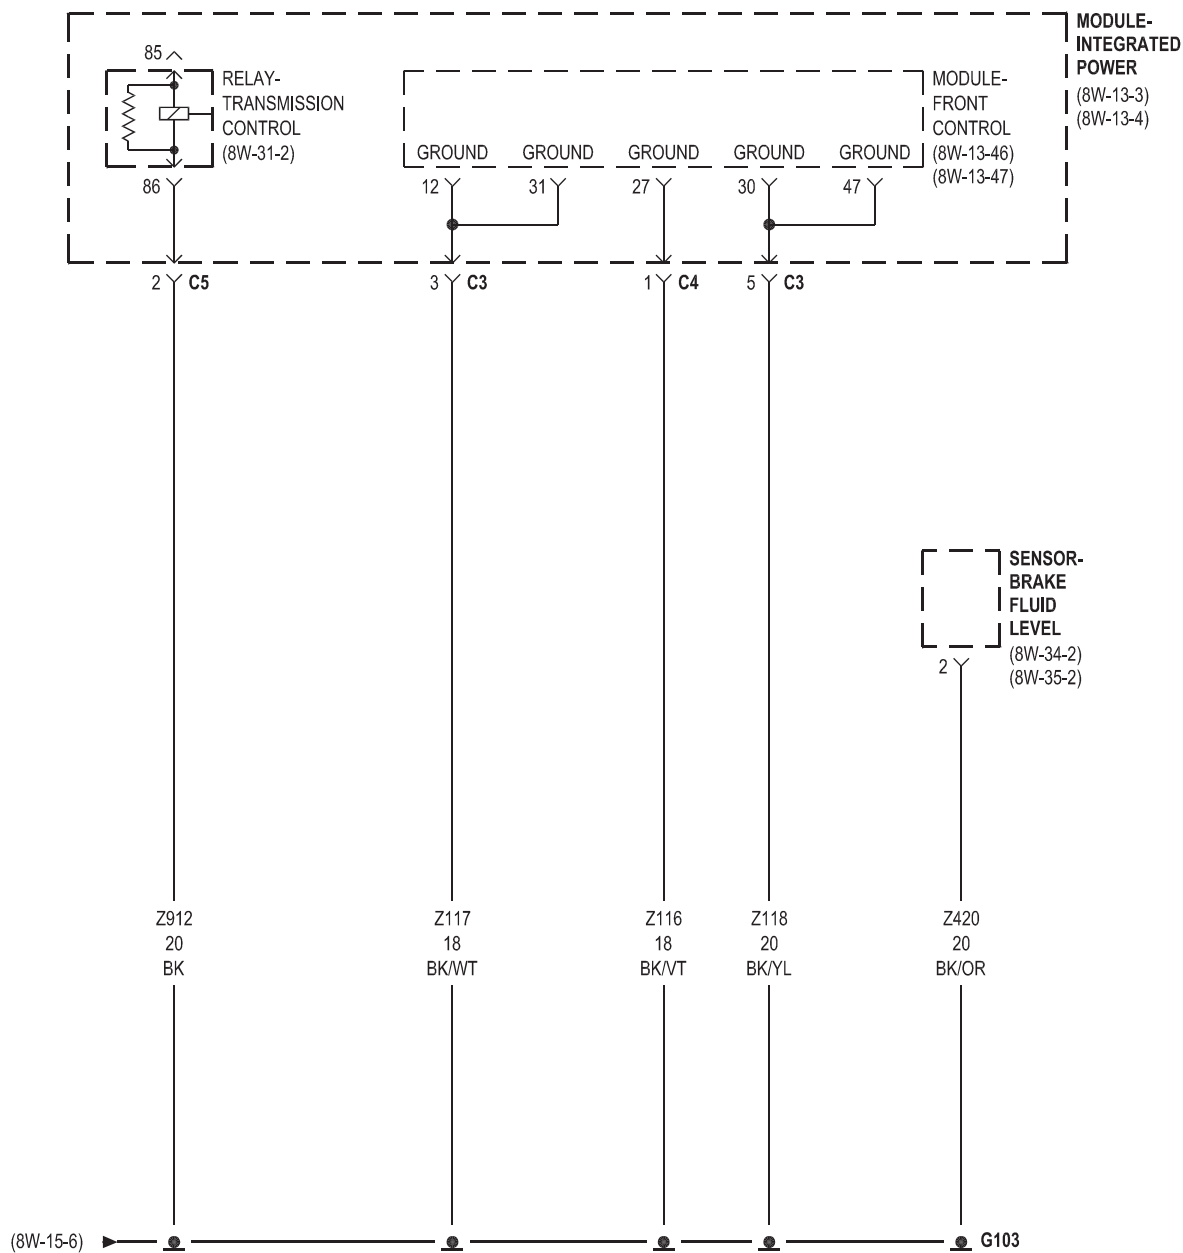 MODULE-
INTEGRATED
POWER
(8W-13-3)
(8W-13-4)
85
RELAY-
TRANSMISSION
CONTROL
(8W-31-2)
MODULE-
FRONT
CONTROL
(8W-13-46)
(8W-13-47)
GROUND GROUND GROUND GROUND GROUND
86 12 31 27 30 47
2 C5 3 C3 1 C4 5 C3
SENSOR-
BRAKE
FLUID
LEVEL
(8W-34-2)
(8W-35-2)
2
Z912 Z117 Z116 Z118 Z420
20 18 18 20 20
BK BK/WT BK/VT BK/YL BK/OR
(8W-15-6) G103